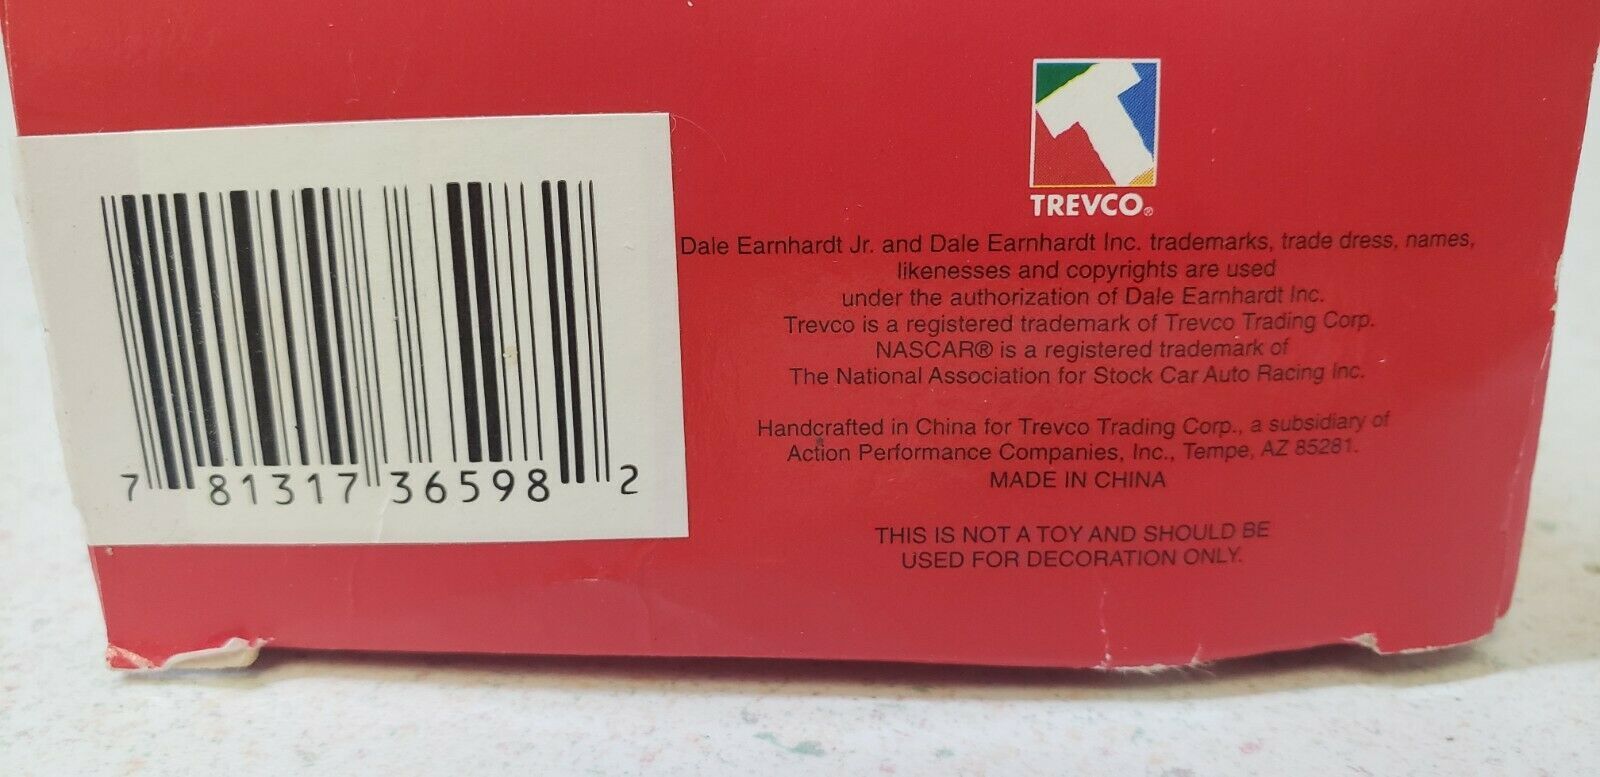 TREVCO®
Dale Earnhardt Jr. and Dale Earnhardt Inc. trademarks, trade dress, names,
likenesses and copyrights are used
under the authorization of Dale Earnhardt Inc.
Trevco is a registered trademark of Trevco Trading Corp.
NASCAR® is a registered trademark of
The National Association for Stock Car Auto Racing Inc.
Handcrafted in China for Trevco Trading Corp., a subsidiary of
Action Performance Companies, Inc., Tempe, AZ 85281.
MADE IN CHINA
THIS IS NOT A TOY AND SHOULD BE
USED FOR DECORATION ONLY.
7 81317 36598 2